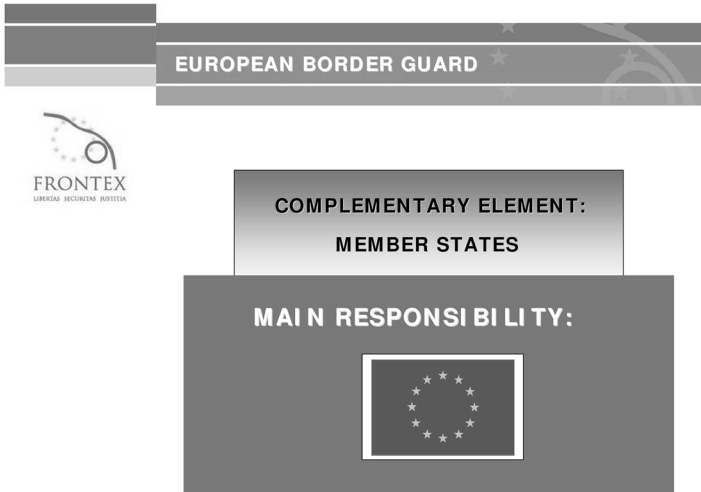 EUROPEAN BORDER GUARD
FRONTEX
LIBERTAS SECURITAS JUSTITIA
COMPLEMENTARY ELEMENT:
MEMBER STATES
MAIN RESPONSIBILITY: